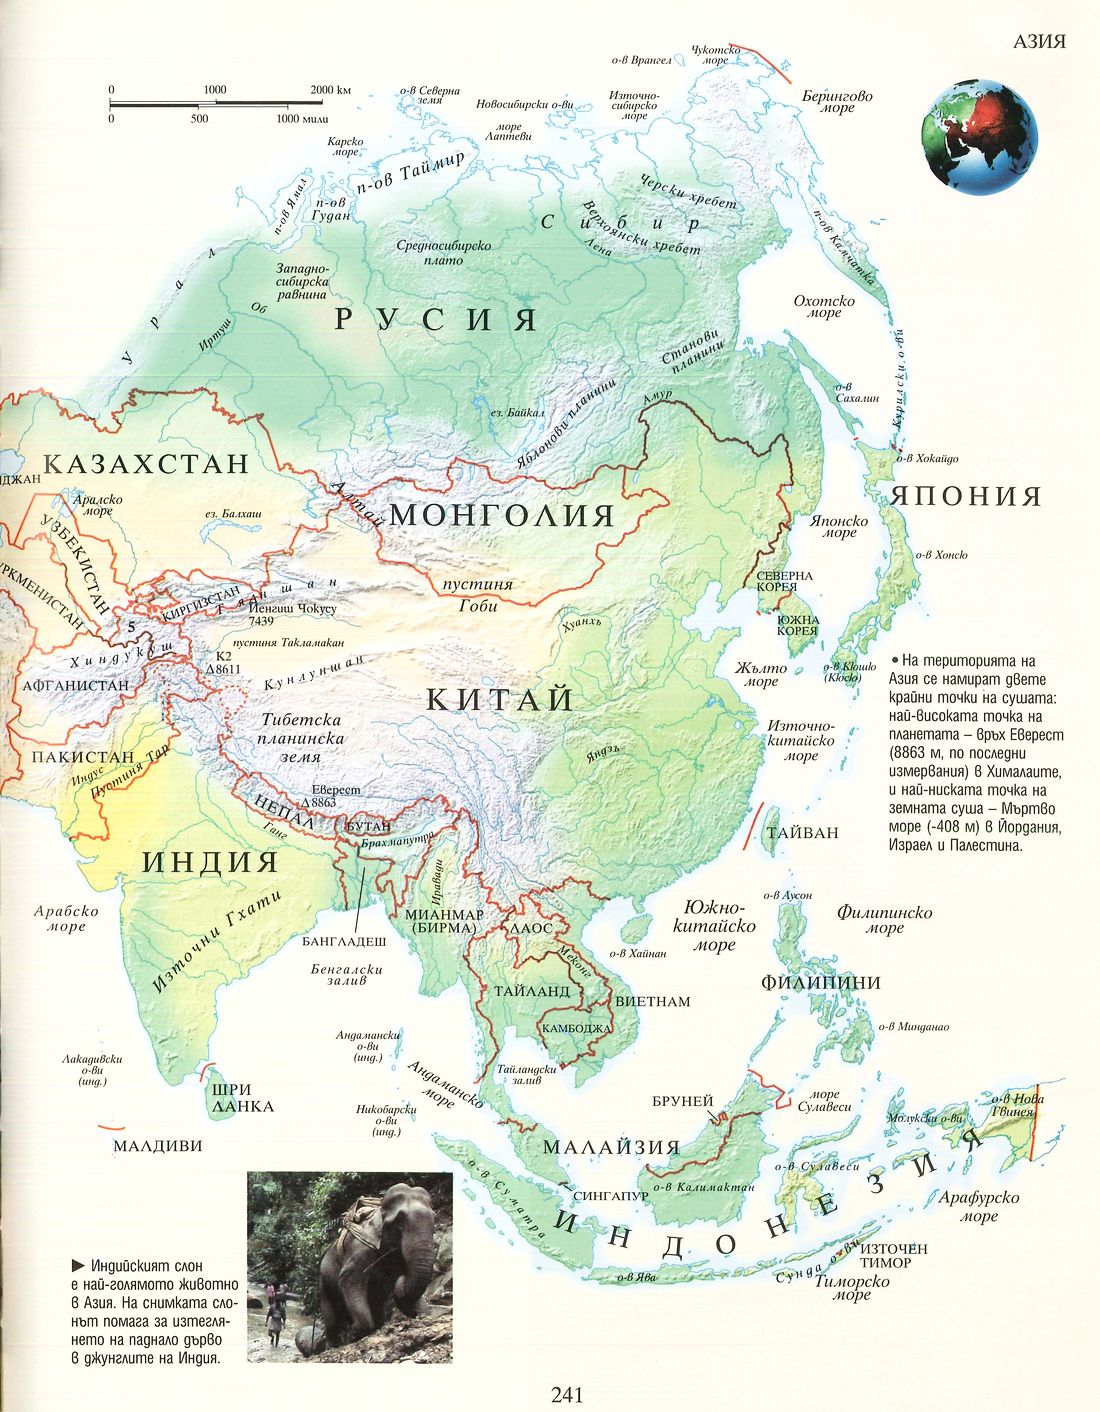 АЗИЯ
0 1000 2000 км
0 500 1000 мили
о-в Северна
земя
Новосибирски о-ви
море
Лаптеви
Карско
море
о-в Врангел
Чукотско
море
Източно-
сибирско
море
Берингово
море
п-ов Ямал
п-ов
Гудан
п-ов Таймир
Черски хребет
Сибир
Верхоянски хребет
Лена
п-ов Камчатка
Средносибирско
плато
Западно-
сибирска
равнина
Об
Иртуш
Урал
РУСИЯ
Охотско
море
Станови
планини
Яблонови планини
ез. Байкал
Амур
о-в
Сахалин
Курилски о-ви
о-в Хокайдо
КАЗАХСТАН
ДЖАН
Аралско
море
ез. Балхаш
УЗБЕКИСТАН
РКМЕНИСТАН
Алтай
МОНГОЛИЯ
ЯПОНИЯ
Японско
море
о-в Хонсю
пустиня
Гоби
СЕВЕРНА
КОРЕЯ
ЮЖНА
КОРЕЯ
КИРГИЗСТАН
Тяншан
Йенгиш Чокусу
7439
5
Хиндукуш
пустиня Такламакан
К2
Δ8611
Кунлуншан
Хуанхъ
АФГАНИСТАН
Жълто
море
о-в Кюшю
(Kiocio)
КИТАЙ
Тибетска
планинска
земя
Източно-
китайско
море
Яндзъ
ПАКИСТАН
Индус
Пустиня Тар
Еверест
Δ8863
НЕПАЛ
БУТАН
Ганг
Брахмапутра
ТАЙВАН
• На територията на
Азия се намират двете
крайни точки на сушата:
най-високата точка на
планетата – връх Еверест
(8863 м, по последни
измервания) в Хималаите,
и най-ниската точка на
земната суша – Мъртво
море (-408 м) в Йордания,
Израел и Палестина.
ИНДИЯ
Иравади
Арабско
море
Източни Гхати
БАНГЛАДЕШ
МИАНМАР
(БИРМА)
ЛАОС
Южно-
китайско
море
о-в Лусон
Филипинско
море
Бенгалски
залив
о-в Хайнан
Меконг
ТАЙЛАНД
ВИЕТНАМ
КАМБОДЖА
ФИЛИПИНИ
о-в Минданао
Лакадивски
о-ви
(инд.)
Андамански
о-ви
(инд.)
Андаманско
море
Тайландски
залив
ШРИ
ЛАНКА
Никобарски
о-ви
(инд.)
БРУНЕЙ
море
Сулавеси
о-в Нова
Гвинея
Молукски о-ви
МАЛДИВИ
МАЛАЙЗИЯ
о-в Сулавеси
о-в Суматра
СИНГАПУР
о-в Калимактан
ИНДОНЕЗИЯ
Арафурско
море
о-в Ява
Сунда о-ви
ИЗТОЧЕН
ТИМОР
Тиморско
море
► Индийският слон
е най-голямото животно
в Азия. На снимката сло-
нът помага за изтегля-
нето на паднало дърво
в джунглите на Индия.
241